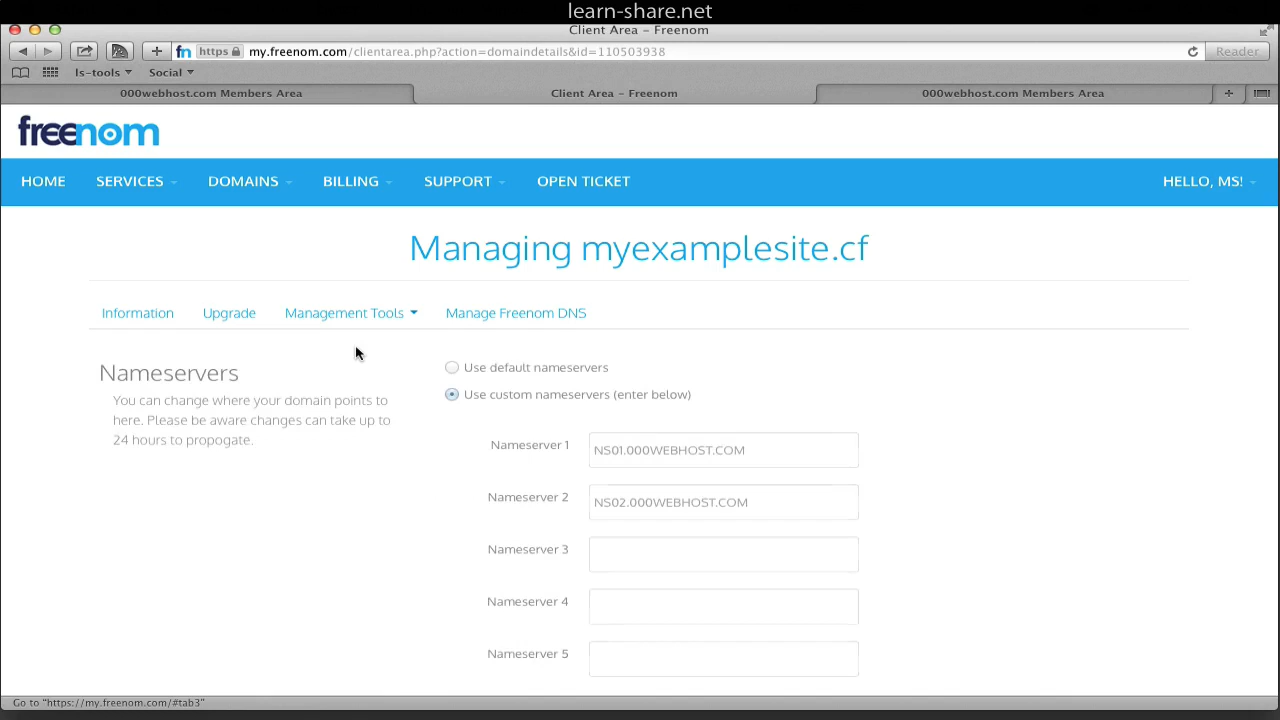 learn-share.net
Client Area – Freenom
https my.freenom.com/clientarea.php?action=domaindetails&id=110503938
Reader
ls-tools Social
000webhost.com Members Area
Client Area – Freenom
000webhost.com Members Area
freenom
HOME SERVICES DOMAINS BILLING SUPPORT OPEN TICKET HELLO, MS!
Managing myexamplesite.cf
Information Upgrade Management Tools Manage Freenom DNS
Nameservers
You can change where your domain points to
here. Please be aware changes can take up to
24 hours to propogate.
Use default nameservers
Use custom nameservers (enter below)
Nameserver 1 NS01.000WEBHOST.COM
Nameserver 2 NS02.000WEBHOST.COM
Nameserver 3
Nameserver 4
Nameserver 5
Go to "https://my.freenom.com/#tab3"